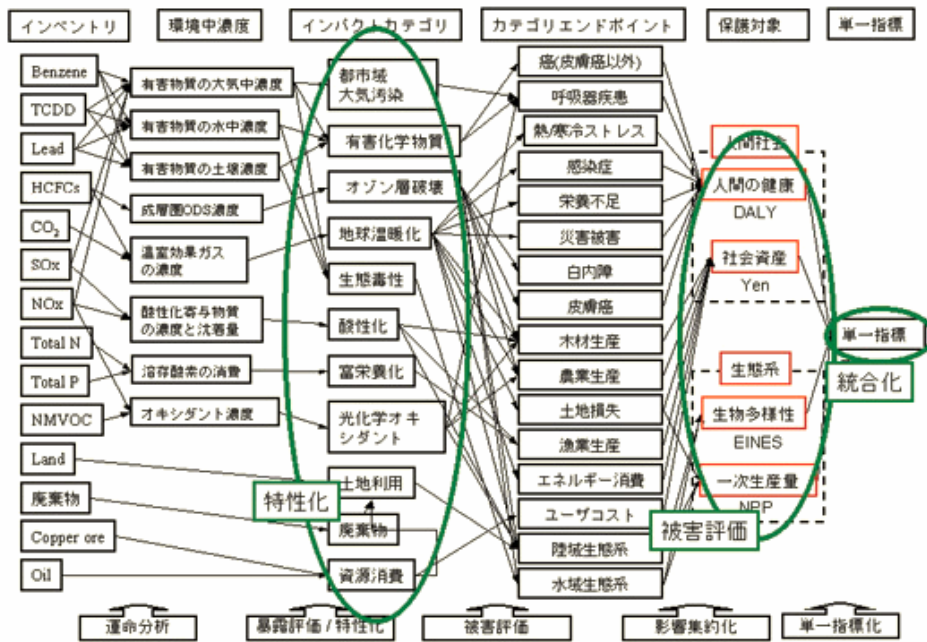 インベントリ
環境中濃度
インパクトカテゴリ
カテゴリエンドポイント
保護対象
単一指標
Benzene
TCDD
Lead
HCFCs
CO₂
SOx
NOx
Total N
Total P
NMVOC
Land
廃棄物
Copper ore
Oil
有害物質の大気中濃度
有害物質の水中濃度
有害物質の土壌濃度
成層圏ODS濃度
温室効果ガス
の濃度
酸性化寄与物質
の濃度と沈着量
溶存酸素の消費
オキシダント濃度
都市域
大気汚染
有害化学物質
オゾン層破壊
地球温暖化
生態毒性
酸性化
富栄養化
光化学オキ
シダント
土地利用
廃棄物
資源消費
特性化
癌(皮膚癌以外)
呼吸器疾患
熱/寒冷ストレス
感染症
栄養不足
災害被害
白内障
皮膚癌
木材生産
農業生産
土地損失
漁業生産
エネルギー消費
ユーザコスト
陸域生態系
水域生態系
人間社会
人間の健康
DALY
社会資産
Yen
生態系
生物多様性
EINES
一次生産量
NPP
被害評価
単一指標
統合化
運命分析
暴露評価 / 特性化
被害評価
影響集約化
単一指標化